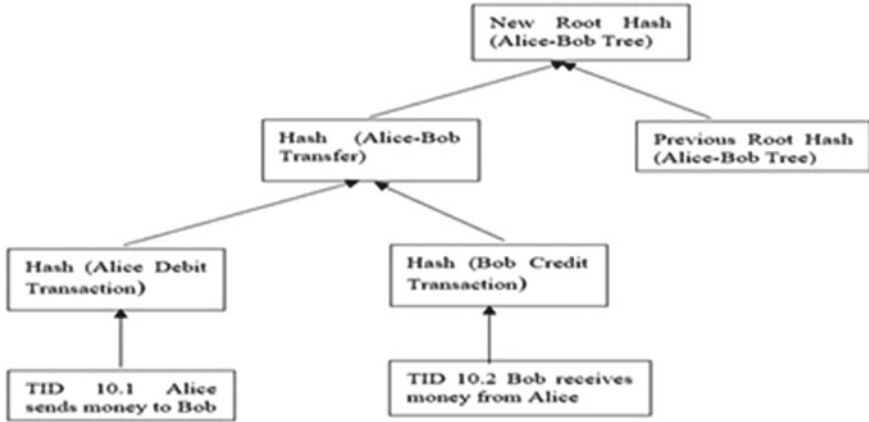 New Root Hash
(Alice-Bob Tree)
Hash (Alice-Bob
Transfer)
Previous Root Hash
(Alice-Bob Tree)
Hash (Alice Debit
Transaction)
Hash (Bob Credit
Transaction)
TID 10.1 Alice
sends money to Bob
TID 10.2 Bob receives
money from Alice